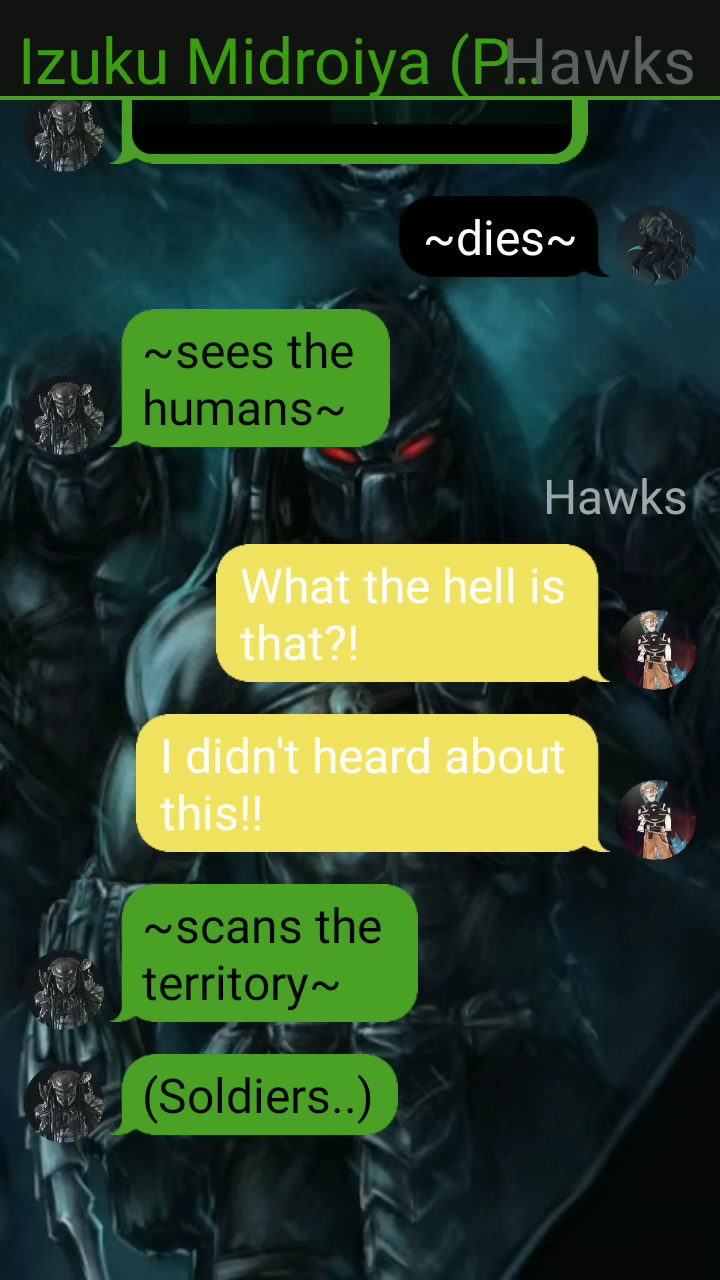 Izuku Midroiya (P...
Hawks
~dies~
~sees the
humans~
Hawks
What the hell is
that?!
I didn't heard about
this!!
~scans the
territory~
(Soldiers..)